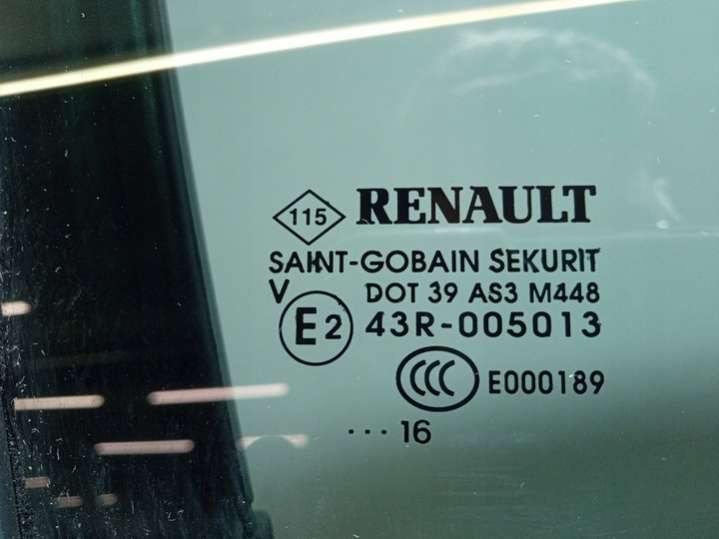 115 RENAULT
SAINT-GOBAIN SEKURIT
V DOT 39 AS3 M448
E2 43R-005013
CCC E000189
··· 16